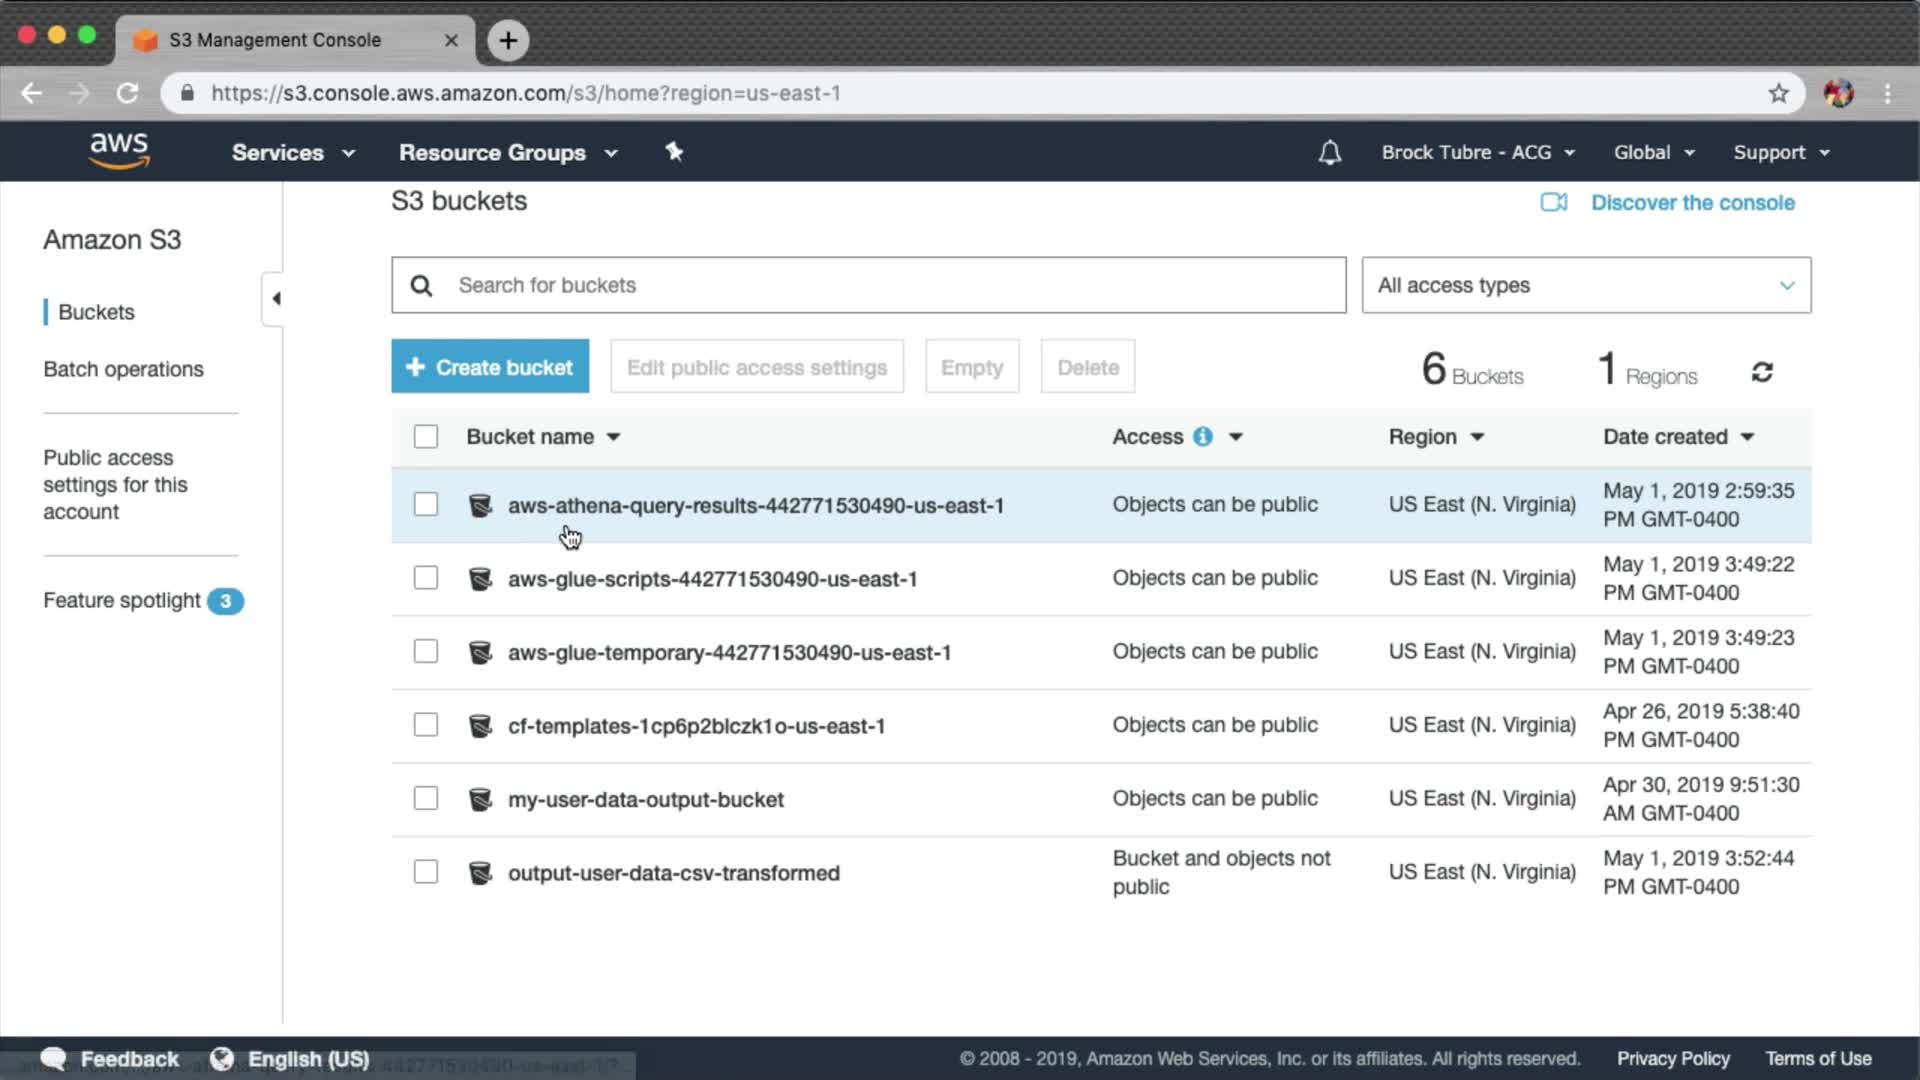 S3 Management Console
https://s3.console.aws.amazon.com/s3/home?region=us-east-1
aws
Services
Resource Groups
Brock Tubre - ACG
Global
Support
Amazon S3
Buckets
Batch operations
Public access
settings for this
account
Feature spotlight 3
S3 buckets
Discover the console
Search for buckets
All access types
Create bucket
Edit public access settings
Empty
Delete
6 Buckets
1 Regions
Bucket name
Access
Region
Date created
aws-athena-query-results-442771530490-us-east-1
Objects can be public
US East (N. Virginia)
May 1, 2019 2:59:35
PM GMT-0400
aws-glue-scripts-442771530490-us-east-1
Objects can be public
US East (N. Virginia)
May 1, 2019 3:49:22
PM GMT-0400
aws-glue-temporary-442771530490-us-east-1
Objects can be public
US East (N. Virginia)
May 1, 2019 3:49:23
PM GMT-0400
cf-templates-1cp6p2blczk1o-us-east-1
Objects can be public
US East (N. Virginia)
Apr 26, 2019 5:38:40
PM GMT-0400
my-user-data-output-bucket
Objects can be public
US East (N. Virginia)
Apr 30, 2019 9:51:30
AM GMT-0400
output-user-data-csv-transformed
Bucket and objects not
public
US East (N. Virginia)
May 1, 2019 3:52:44
PM GMT-0400
Feedback
English (US)
© 2008 - 2019, Amazon Web Services, Inc. or its affiliates. All rights reserved.
Privacy Policy
Terms of Use